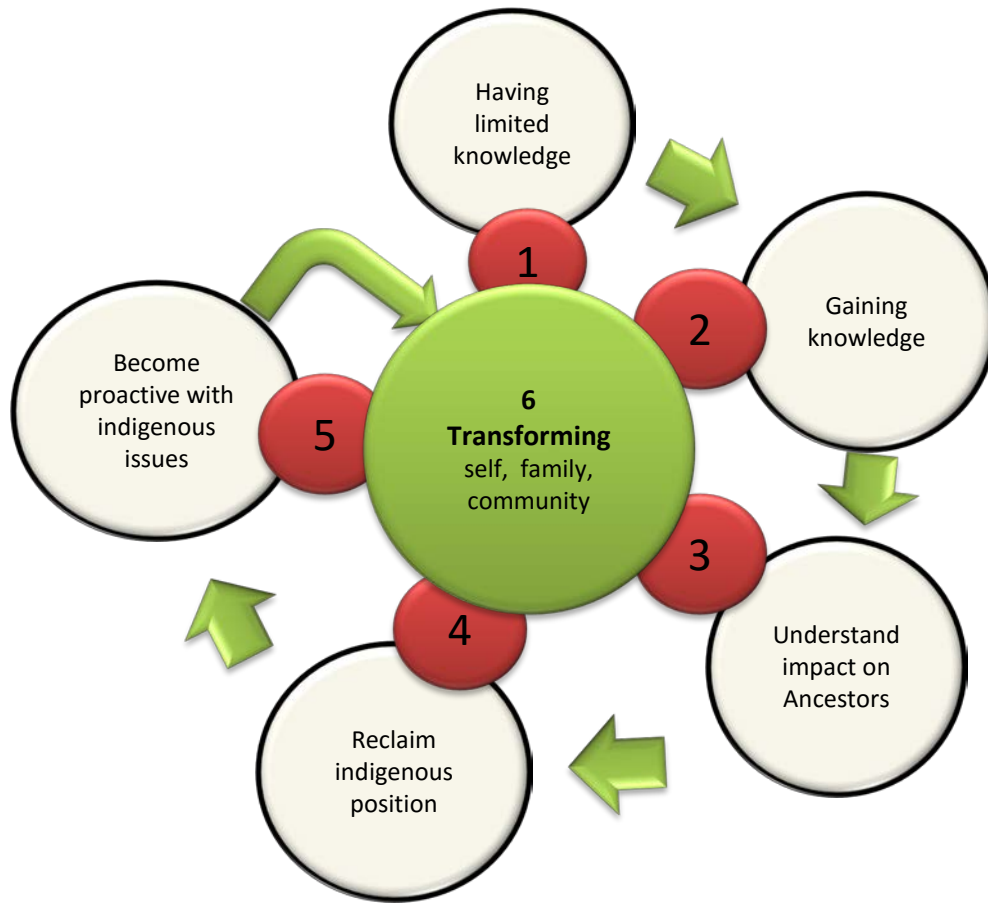 Having
limited
knowledge
1
2
Gaining
knowledge
3
Understand
impact on
Ancestors
4
Reclaim
indigenous
position
5
Become
proactive with
indigenous
issues
6
Transforming
self, family,
community